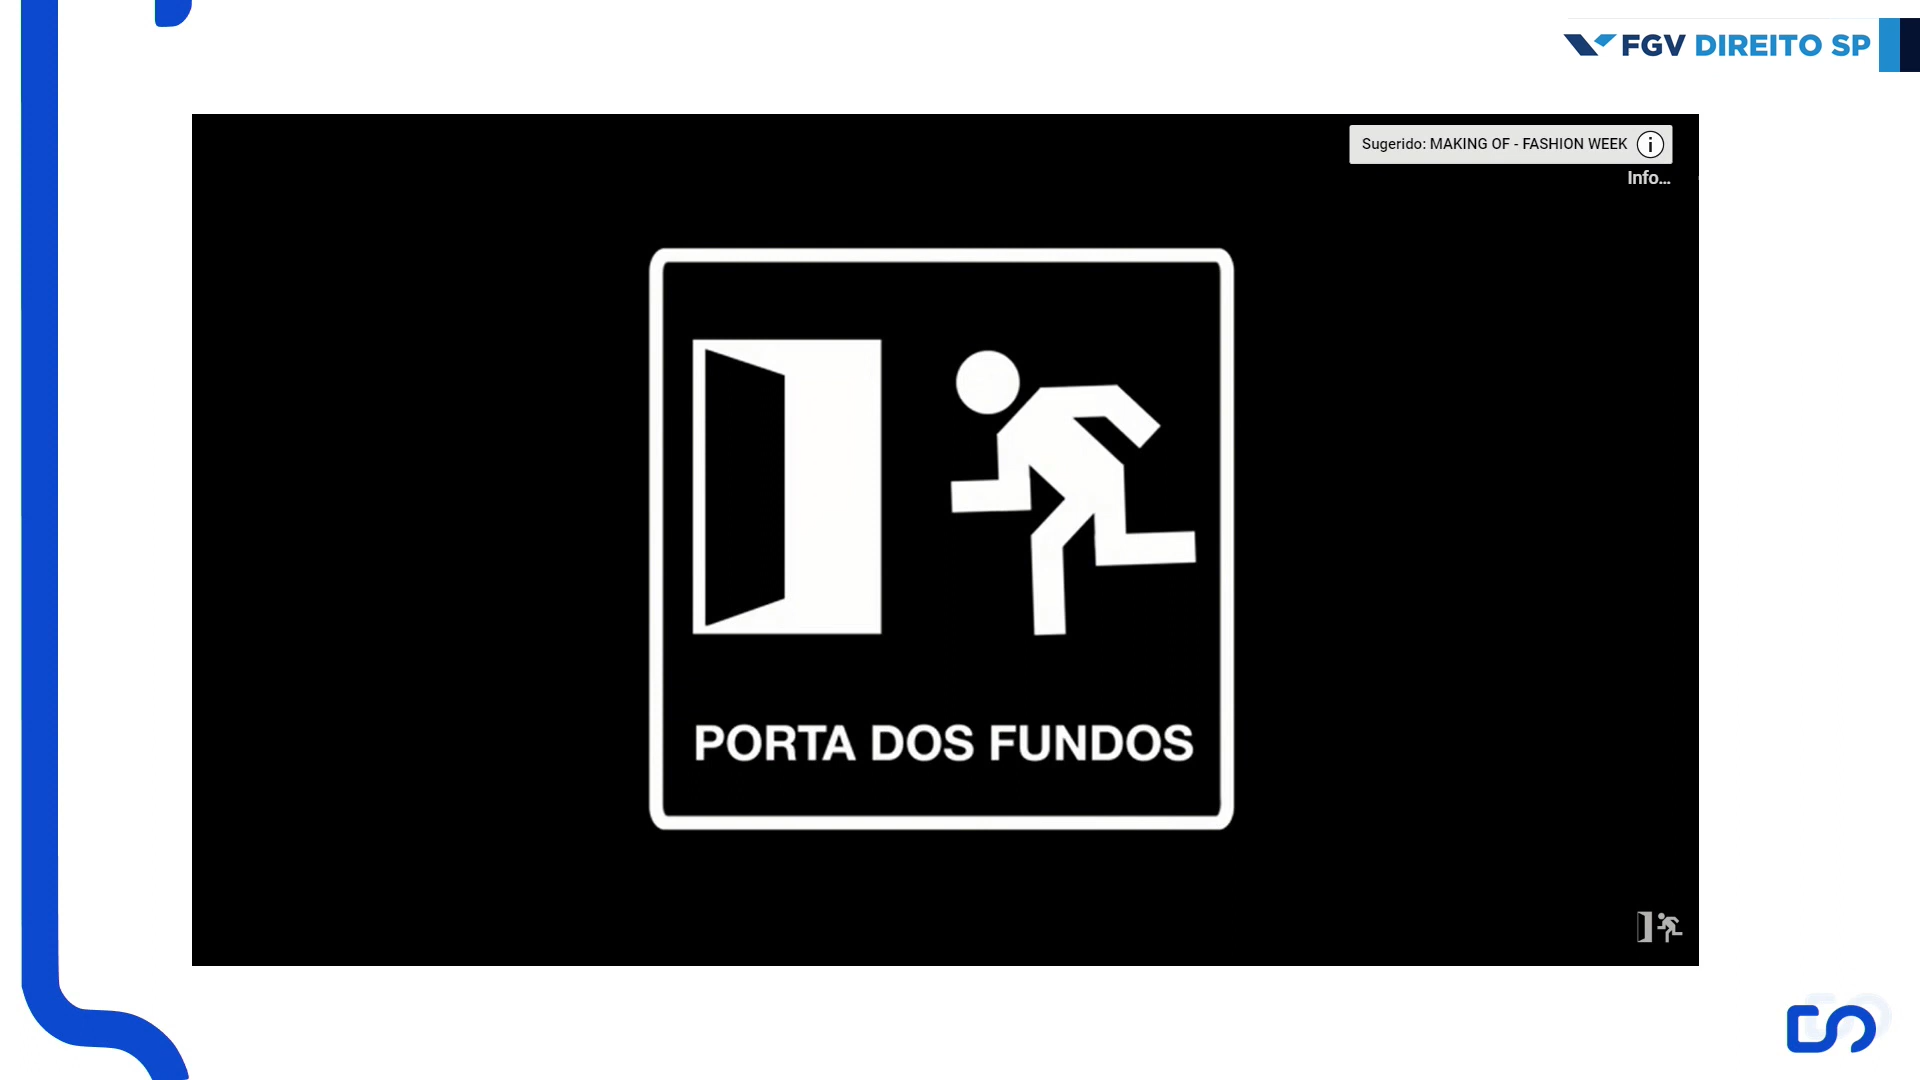 FGV DIREITO SP
Sugerido: MAKING OF - FASHION WEEK
Info...
PORTA DOS FUNDOS